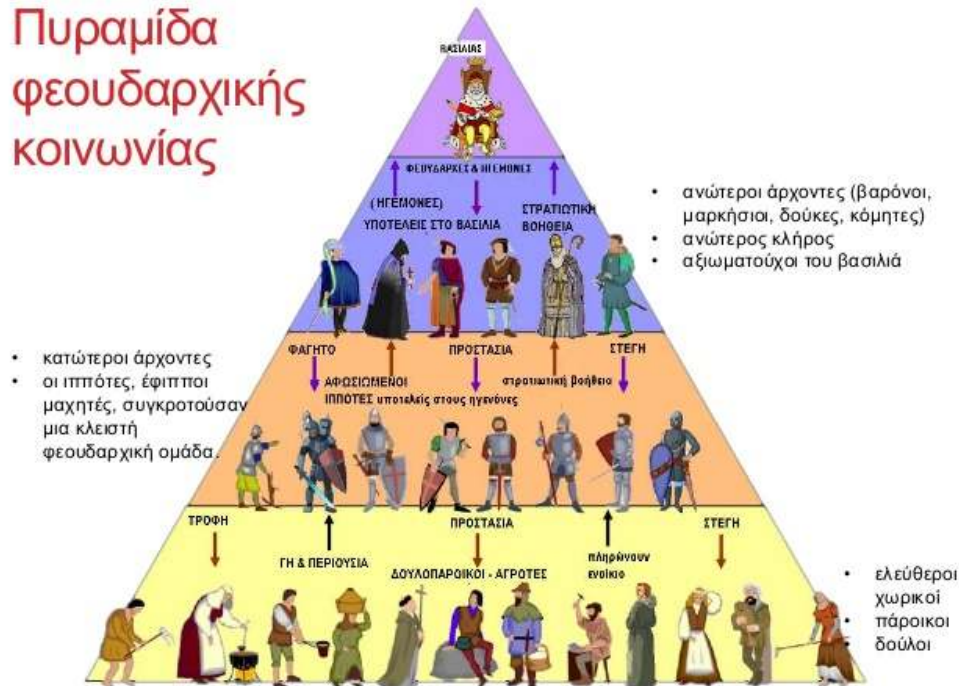 Πυραμίδα
φεουδαρχικής
κοινωνίας
ΒΑΣΙΛΙΑΣ
ΦΕΟΥΔΑΡΧΕΣ & ΗΓΕΜΟΝΕΣ
(ΗΓΕΜΟΝΕΣ)
ΥΠΟΤΕΛΕΙΣ ΣΤΟ ΒΑΣΙΛΙΑ
ΣΤΡΑΤΙΩΤΙΚΗ
ΒΟΗΘΕΙΑ
• ανώτεροι άρχοντες (βαρόνοι,
μαρκήσιοι, δούκες, κόμητες)
• ανώτερος κλήρος
• αξιωματούχοι του βασιλιά
• κατώτεροι άρχοντες
• οι ιππότες, έφιπποι
μαχητές, συγκροτούσαν
μια κλειστή
φεουδαρχική ομάδα.
ΦΑΓΗΤΟ
ΠΡΟΣΤΑΣΙΑ
ΣΤΕΓΗ
ΑΦΩΣΙΩΜΕΝΟΙ
ΙΠΠΟΤΕΣ υποτελείς στους ηγενόνες
στρατιωτική βοήθεια
ΤΡΟΦΗ
ΠΡΟΣΤΑΣΙΑ
ΣΤΕΓΗ
ΓΗ & ΠΕΡΙΟΥΣΙΑ
ΔΟΥΛΟΠΑΡΟΙΚΟΙ - ΑΓΡΟΤΕΣ
πληρώνουν
ενοίκιο
• ελεύθεροι
χωρικοί
• πάροικοι
• δούλοι